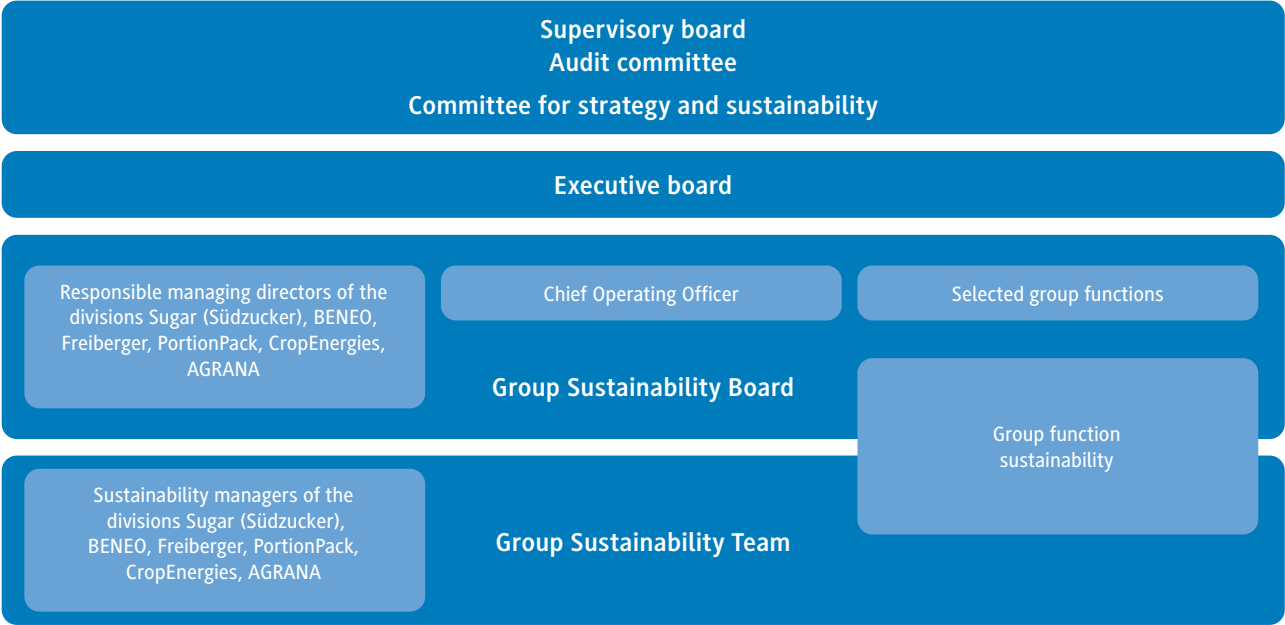 Supervisory board
Audit committee
Committee for strategy and sustainability
Executive board
Responsible managing directors of the
divisions Sugar (Südzucker), BENEO,
Freiberger, PortionPack, CropEnergies,
AGRANA
Chief Operating Officer
Selected group functions
Group Sustainability Board
Group function
sustainability
Sustainability managers of the
divisions Sugar (Südzucker),
BENEO, Freiberger, PortionPack,
CropEnergies, AGRANA
Group Sustainability Team